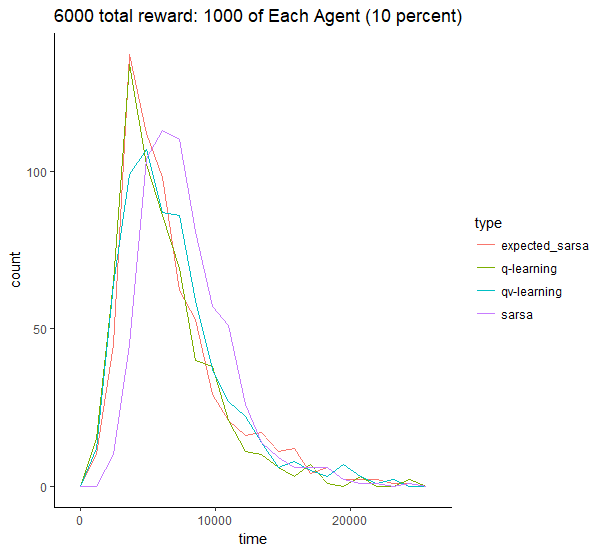 6000 total reward: 1000 of Each Agent (10 percent)
100
50
0
count
0 10000 20000
time
type
expected_sarsa
q-learning
qv-learning
sarsa